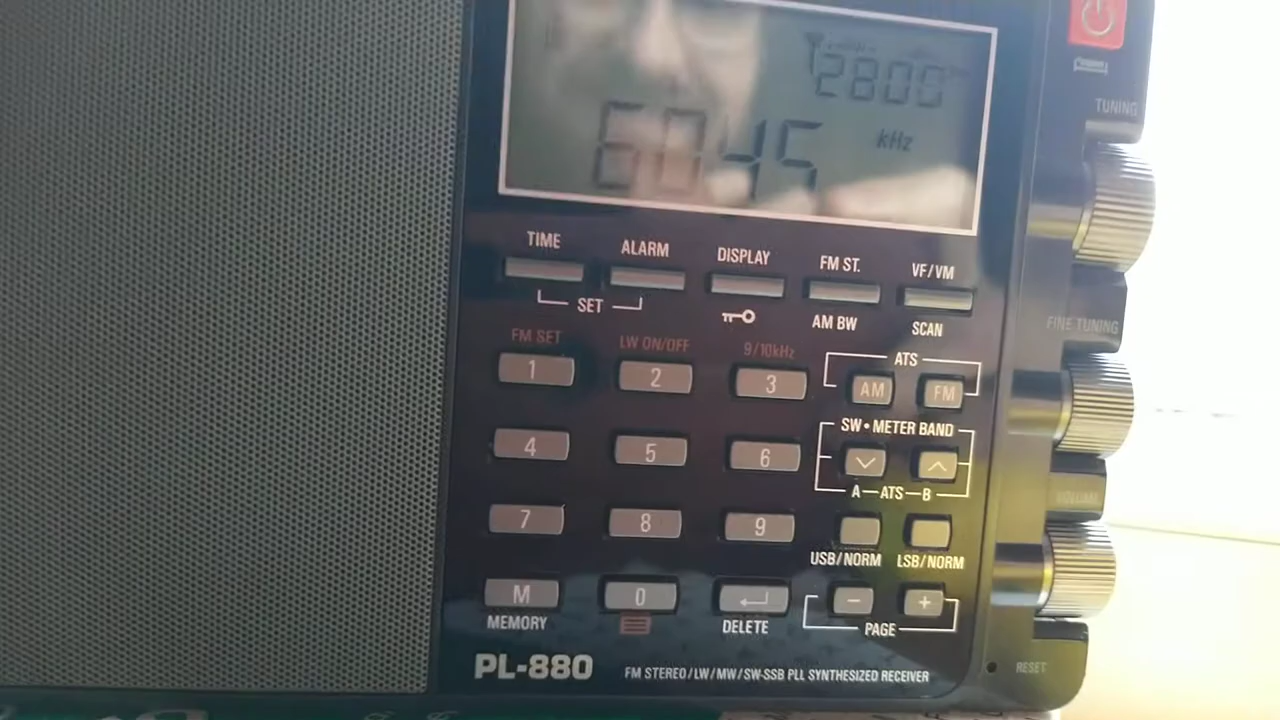 2800
6045 kHz
TUNING
TIME ALARM DISPLAY FM ST. VF/VM
SET AM BW SCAN
FINE TUNING
FM SET LW ON/OFF 9/10kHz ATS
1 2 3 AM FM
SW • METER BAND
4 5 6
A—ATS—B
VOLUME
7 8 9
USB/NORM LSB/NORM
M 0 − +
MEMORY DELETE PAGE
PL-880 FM STEREO/LW/MW/SW-SSB PLL SYNTHESIZED RECEIVER
RESET